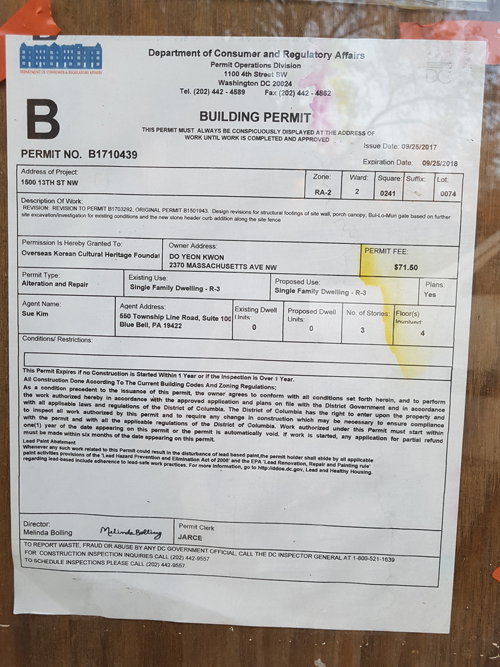 B
DEPARTMENT OF CONSUMER & REGULATORY AFFAIRS
Department of Consumer and Regulatory Affairs
Permit Operations Division
1100 4th Street SW
Washington DC 20024
Tel. (202) 442 - 4589 Fax (202) 442 - 4862
B
BUILDING PERMIT
THIS PERMIT MUST ALWAYS BE CONSPICUOUSLY DISPLAYED AT THE ADDRESS OF
WORK UNTIL WORK IS COMPLETED AND APPROVED
Issue Date: 09/25/2017
PERMIT NO. B1710439
Expiration Date: 09/25/2018
Address of Project:
1500 13TH ST NW
Zone: Ward: Square: Suffix: Lot:
RA-2 2 0241 0074
Description Of Work:
REVISION: REVISION TO PERMIT B1703292, ORIGINAL PERMIT B1501943. Design revisions for structural footings of site wall, porch canopy, Bul-Lo-Mun gate based on further
site excavation/investigation for existing conditions and the new stone header curb addition along the site fence
Permission Is Hereby Granted To:
Overseas Korean Cultural Heritage Foundat
Owner Address:
DO YEON KWON
2370 MASSACHUSETTS AVE NW
PERMIT FEE:
$71.50
Permit Type:
Alteration and Repair
Existing Use:
Single Family Dwelling - R-3
Proposed Use:
Single Family Dwelling - R-3
Plans:
Yes
Agent Name:
Sue Kim
Agent Address:
550 Township Line Road, Suite 100
Blue Bell, PA 19422
Existing Dwell
Units:
0
Proposed Dwell
Units:
0
No. of Stories:
3
Floor(s)
Involved:
4
Conditions/ Restrictions:
This Permit Expires if no Construction is Started Within 1 Year or if the Inspection is Over 1 Year.
All Construction Done According To The Current Building Codes And Zoning Regulations;
As a condition precedent to the issuance of this permit, the owner agrees to conform with all conditions set forth herein, and to perform
the work authorized hereby in accordance with the approved application and plans on file with the District Government and in accordance
with all applicable laws and regulations of the District of Columbia. The District of Columbia has the right to enter upon the property and
to inspect all work authorized by this permit and to require any change in construction which may be necessary to ensure compliance
with the permit and with all the applicable regulations of the District of Columbia. Work authorized under this Permit must start within
one(1) year of the date appearing on this permit or the permit is automatically void. If work is started, any application for partial refund
must be made within six months of the date appearing on this permit.
Lead Paint Abatement
Whenever any such work related to this Permit could result in the disturbance of lead based paint,the permit holder shall abide by all applicable
paint activities provisions of the 'Lead Hazard Prevention and Elimination Act of 2008' and the EPA 'Lead Renovation, Repair and Painting rule'
regarding lead-based include adherence to lead-safe work practices. For more information, go to http://ddoe.dc.gov, Lead and Healthy Housing.
Director:
Melinda Bolling
Melinda Bolling
Permit Clerk
JARCE
TO REPORT WASTE, FRAUD OR ABUSE BY ANY DC GOVERNMENT OFFICIAL, CALL THE DC INSPECTOR GENERAL AT 1-800-521-1639
FOR CONSTRUCTION INSPECTION INQUIRIES CALL (202) 442-9557
TO SCHEDULE INSPECTIONS PLEASE CALL (202) 442-9557.